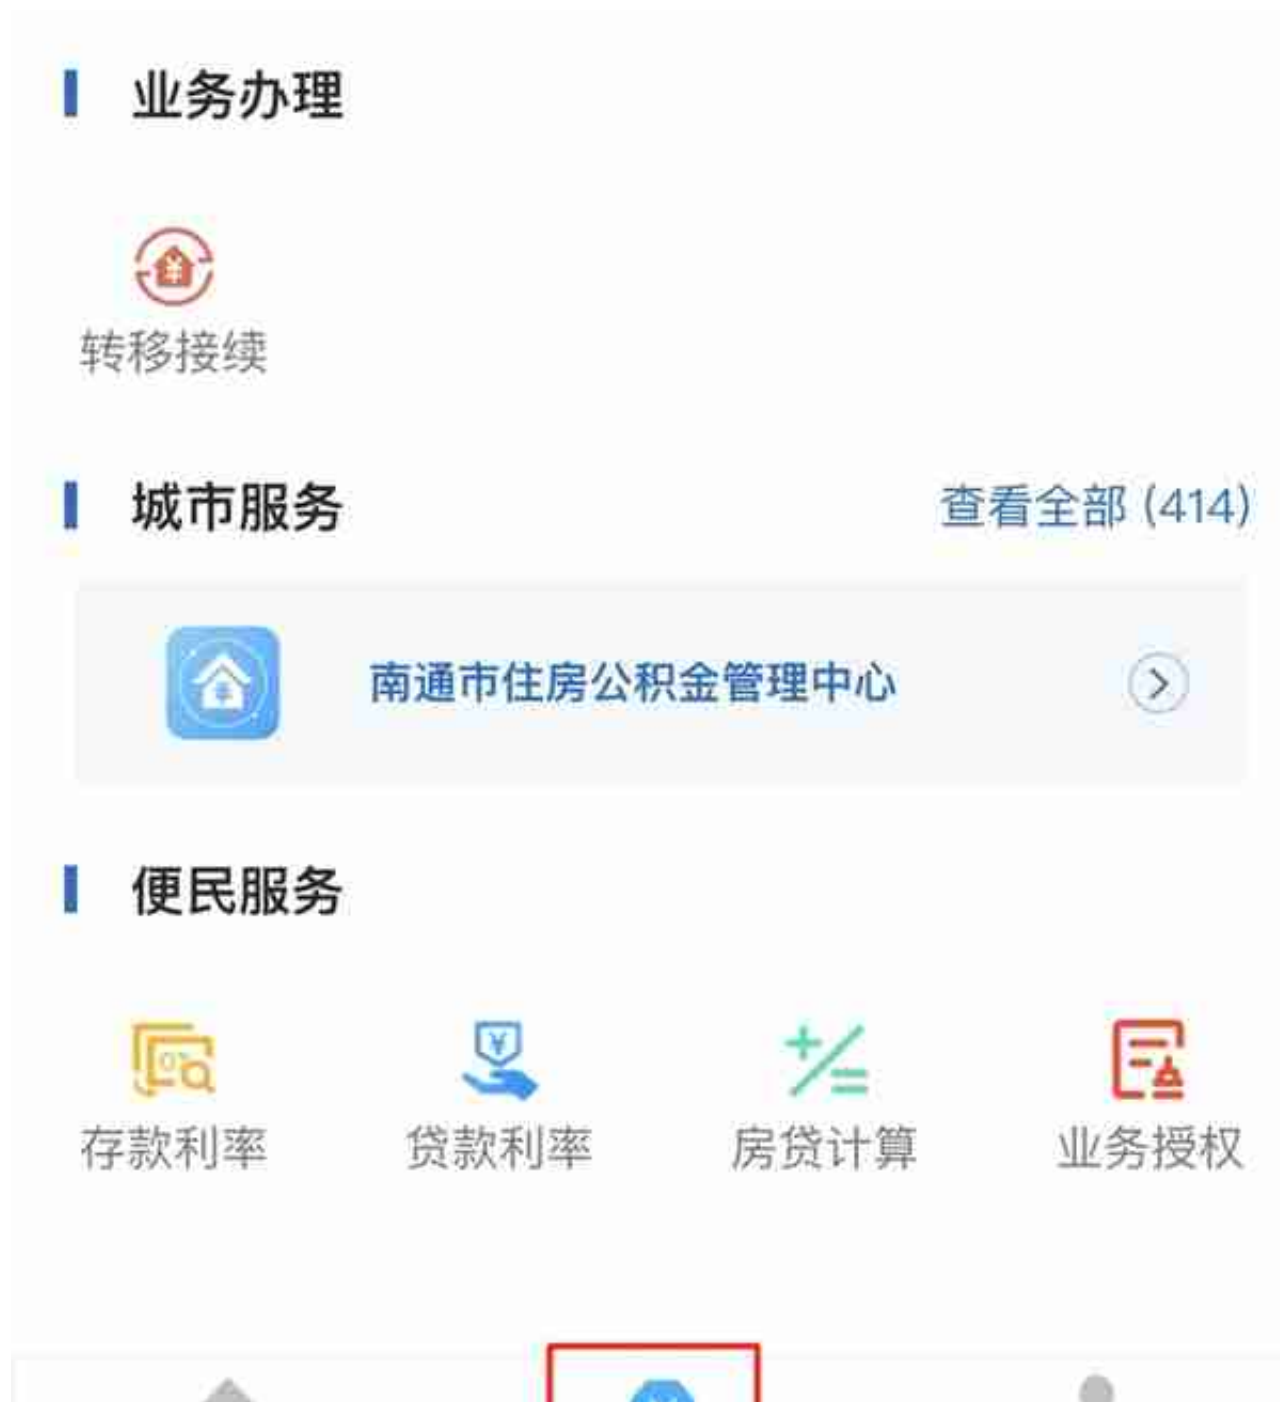 业务办理
转移接续
城市服务 查看全部 (414)
南通市住房公积金管理中心
便民服务
存款利率 贷款利率 房贷计算 业务授权